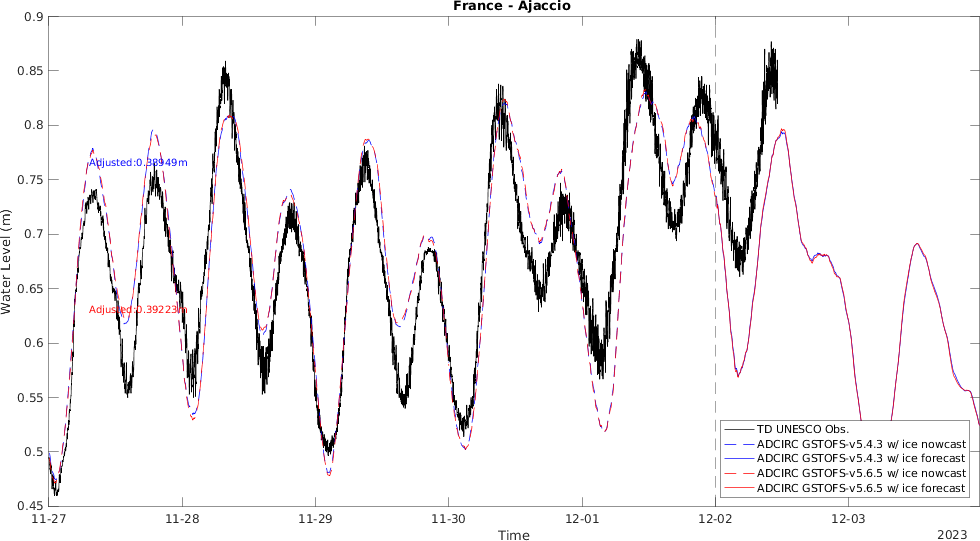 France - Ajaccio
0.9
0.85
0.8
0.75
0.7
0.65
0.6
0.55
0.5
0.45
Water Level (m)
Adjusted:0.38949m
Adjusted:0.39223m
TD UNESCO Obs.
ADCIRC GSTOFS-v5.4.3 w/ ice nowcast
ADCIRC GSTOFS-v5.4.3 w/ ice forecast
ADCIRC GSTOFS-v5.6.5 w/ ice nowcast
ADCIRC GSTOFS-v5.6.5 w/ ice forecast
11-27 11-28 11-29 11-30 12-01 12-02 12-03
Time
2023